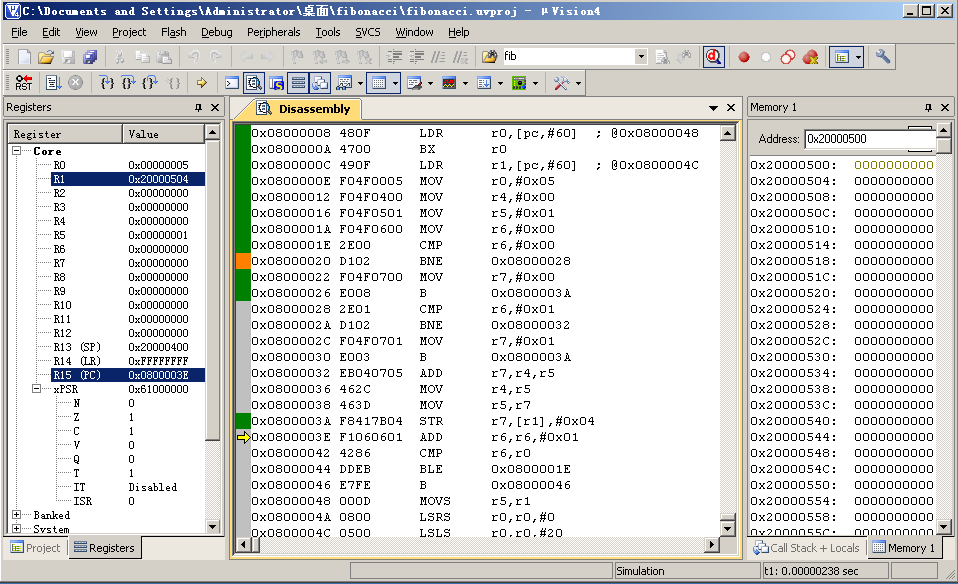 C:\Documents and Settings\Administrator\桌面\fibonacci\fibonacci.uvproj - µVision4
File Edit View Project Flash Debug Peripherals Tools SVCS Window Help
fib
RST
Registers
Register Value
Core
R0 0x00000005
R1 0x20000504
R2 0x00000000
R3 0x00000000
R4 0x00000000
R5 0x00000001
R6 0x00000000
R7 0x00000000
R8 0x00000000
R9 0x00000000
R10 0x00000000
R11 0x00000000
R12 0x00000000
R13 (SP) 0x20000400
R14 (LR) 0xFFFFFFFF
R15 (PC) 0x0800003E
xPSR 0x61000000
N 0
Z 1
C 1
V 0
Q 0
T 1
IT Disabled
ISR 0
Banked
System
Project Registers
Disassembly
0x08000008 480F LDR r0,[pc,#60] ; @0x08000048
0x0800000A 4700 BX r0
0x0800000C 490F LDR r1,[pc,#60] ; @0x0800004C
0x0800000E F04F0005 MOV r0,#0x05
0x08000012 F04F0400 MOV r4,#0x00
0x08000016 F04F0501 MOV r5,#0x01
0x0800001A F04F0600 MOV r6,#0x00
0x0800001E 2E00 CMP r6,#0x00
0x08000020 D102 BNE 0x08000028
0x08000022 F04F0700 MOV r7,#0x00
0x08000026 E008 B 0x0800003A
0x08000028 2E01 CMP r6,#0x01
0x0800002A D102 BNE 0x08000032
0x0800002C F04F0701 MOV r7,#0x01
0x08000030 E003 B 0x0800003A
0x08000032 EB040705 ADD r7,r4,r5
0x08000036 462C MOV r4,r5
0x08000038 463D MOV r5,r7
0x0800003A F8417B04 STR r7,[r1],#0x04
0x0800003E F1060601 ADD r6,r6,#0x01
0x08000042 4286 CMP r6,r0
0x08000044 DDEB BLE 0x0800001E
0x08000046 E7FE B 0x08000046
0x08000048 000D MOVS r5,r1
0x0800004A 0800 LSRS r0,r0,#0
0x0800004C 0500 LSLS r0,r0,#20
Memory 1
Address: 0x20000500
0x20000500: 0000000000
0x20000504: 0000000000
0x20000508: 0000000000
0x2000050C: 0000000000
0x20000510: 0000000000
0x20000514: 0000000000
0x20000518: 0000000000
0x2000051C: 0000000000
0x20000520: 0000000000
0x20000524: 0000000000
0x20000528: 0000000000
0x2000052C: 0000000000
0x20000530: 0000000000
0x20000534: 0000000000
0x20000538: 0000000000
0x2000053C: 0000000000
0x20000540: 0000000000
0x20000544: 0000000000
0x20000548: 0000000000
0x2000054C: 0000000000
0x20000550: 0000000000
0x20000554: 0000000000
0x20000558: 0000000000
0x2000055C: 0000000000
Call Stack + Locals Memory 1
Simulation t1: 0.00000238 sec